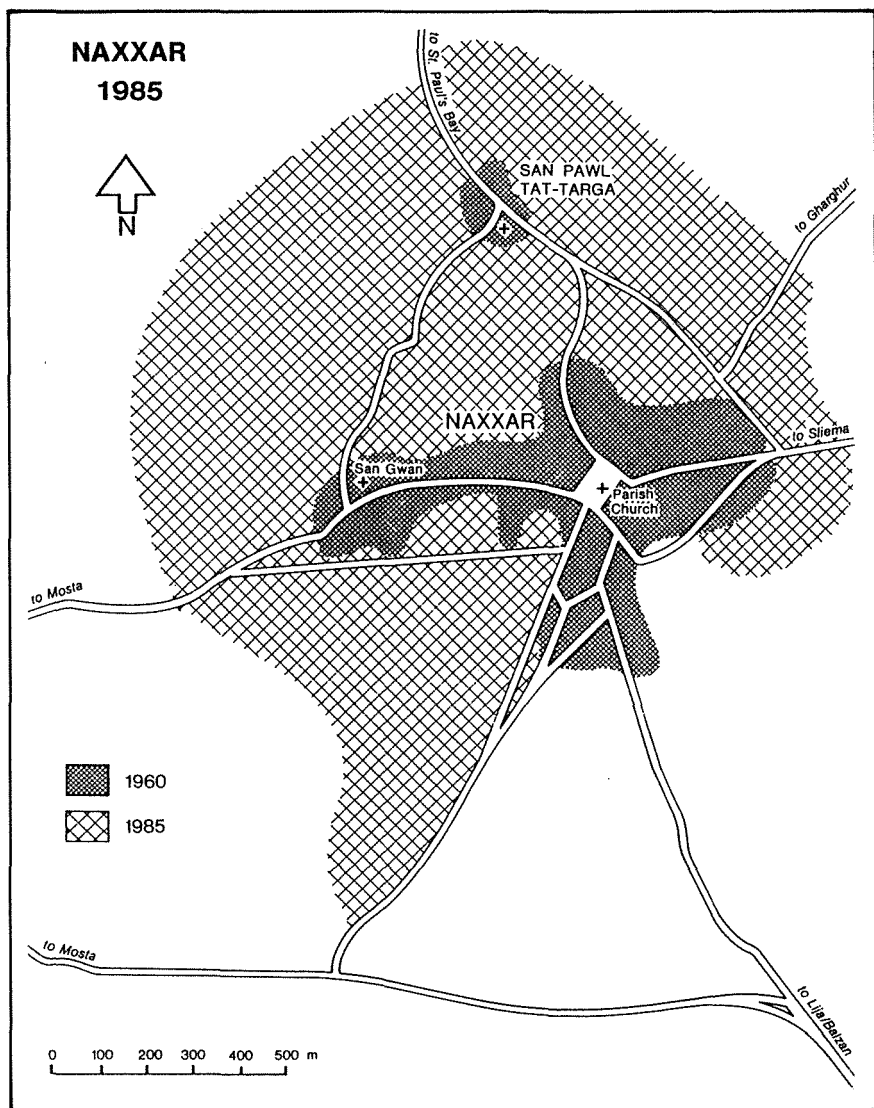 NAXXAR
1985
N
to St. Paul's Bay
SAN PAWL
TAT-TARGA
to Gharghur
NAXXAR
to Sliema
San Gwan
Parish
Church
to Mosta
1960
1985
to Mosta
to Lija/Balzan
0 100 200 300 400 500 m